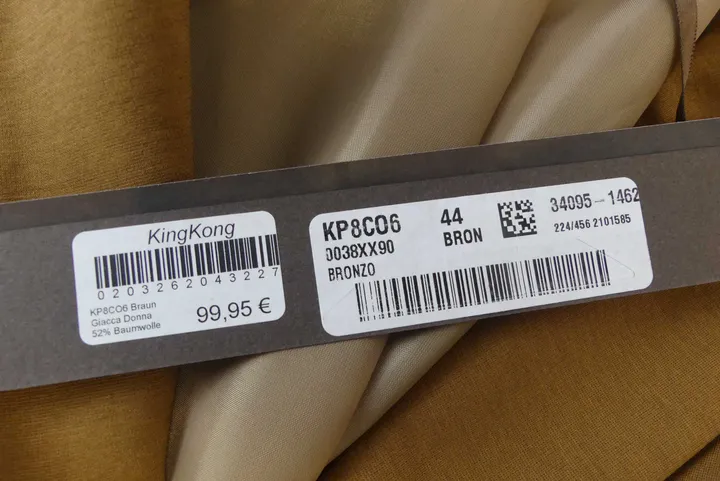 KingKong
0203262043227
KP8CO6 Braun
Giacca Donna
52% Baumwolle
99,95 €
KP8CO6
0038XX90
BRONZO
44
BRON
34095-1462
224/456 2101585